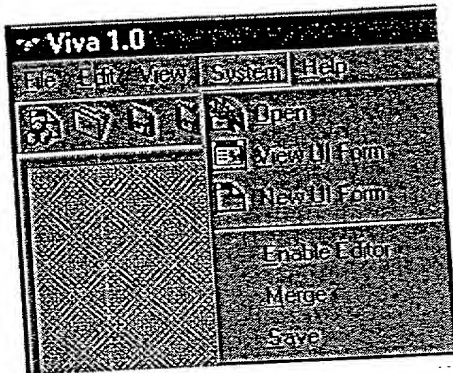 Viva 1.0
File Edit View System Help
Open
View UI Form
New UI Form
Enable Editor
Merge
Save